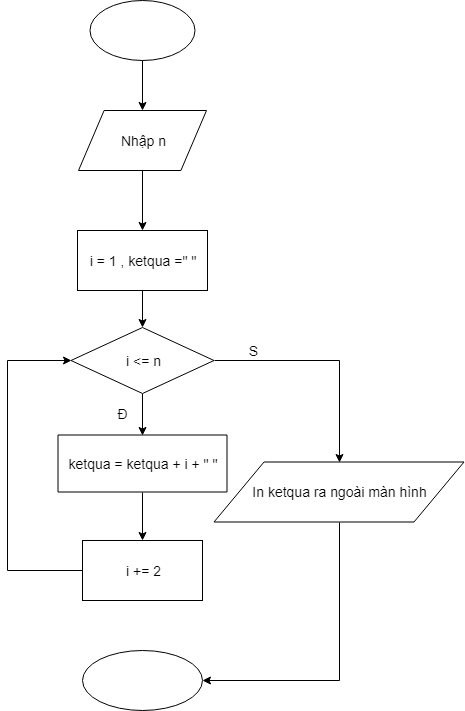 Nhập n
i = 1 , ketqua =" "
i <= n
S
Đ
ketqua = ketqua + i + " "
In ketqua ra ngoài màn hình
i += 2